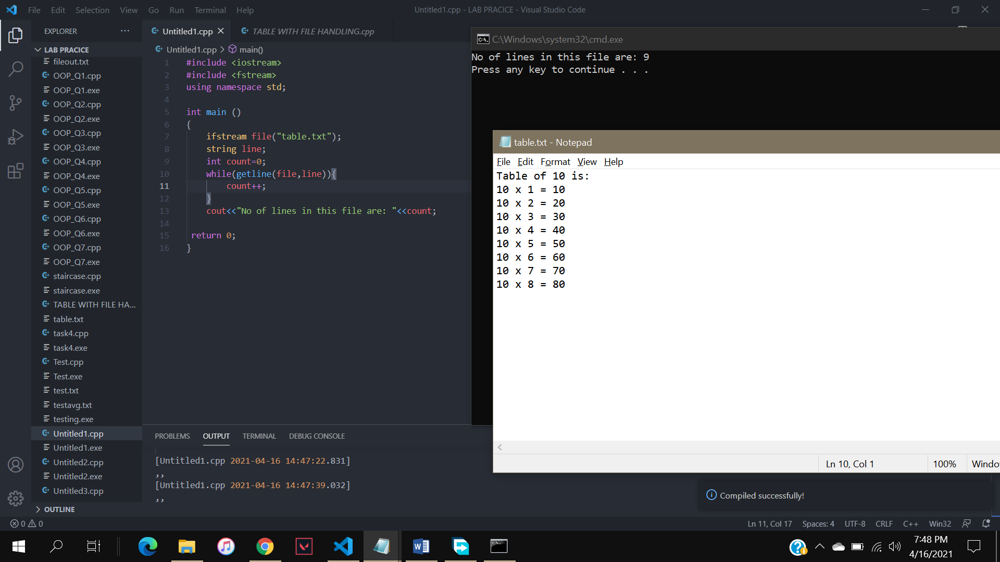 File Edit Selection View Go Run Terminal Help
Untitled1.cpp - LAB PRACICE - Visual Studio Code
EXPLORER
LAB PRACICE
fileout.txt
OOP_Q1.cpp
OOP_Q1.exe
OOP_Q2.cpp
OOP_Q2.exe
OOP_Q3.cpp
OOP_Q3.exe
OOP_Q4.cpp
OOP_Q4.exe
OOP_Q5.cpp
OOP_Q5.exe
OOP_Q6.cpp
OOP_Q6.exe
OOP_Q7.cpp
OOP_Q7.exe
staircase.cpp
staircase.exe
TABLE WITH FILE HA...
table.txt
task4.cpp
task4.exe
Test.cpp
Test.exe
test.txt
testavg.txt
testing.exe
Untitled1.cpp
Untitled1.exe
Untitled2.cpp
Untitled2.exe
Untitled3.cpp
OUTLINE
Untitled1.cpp TABLE WITH FILE HANDLING.cpp
Untitled1.cpp > main()
1 #include <iostream>
2 #include <fstream>
3 using namespace std;
4
5 int main ()
6 {
7 ifstream file("table.txt");
8 string line;
9 int count=0;
10 while(getline(file,line)){
11 count++;
12 }
13 cout<<"No of lines in this file are: "<<count;
14
15 return 0;
16 }
PROBLEMS OUTPUT TERMINAL DEBUG CONSOLE
[Untitled1.cpp 2021-04-16 14:47:22.831]
,,
[Untitled1.cpp 2021-04-16 14:47:39.032]
,,
C:\Windows\system32\cmd.exe
No of lines in this file are: 9
Press any key to continue . . .
table.txt - Notepad
File Edit Format View Help
Table of 10 is:
10 x 1 = 10
10 x 2 = 20
10 x 3 = 30
10 x 4 = 40
10 x 5 = 50
10 x 6 = 60
10 x 7 = 70
10 x 8 = 80
Ln 10, Col 1 100% Windo
Compiled successfully!
0 0
Ln 11, Col 17 Spaces: 4 UTF-8 CRLF C++ Win32
7:48 PM
4/16/2021